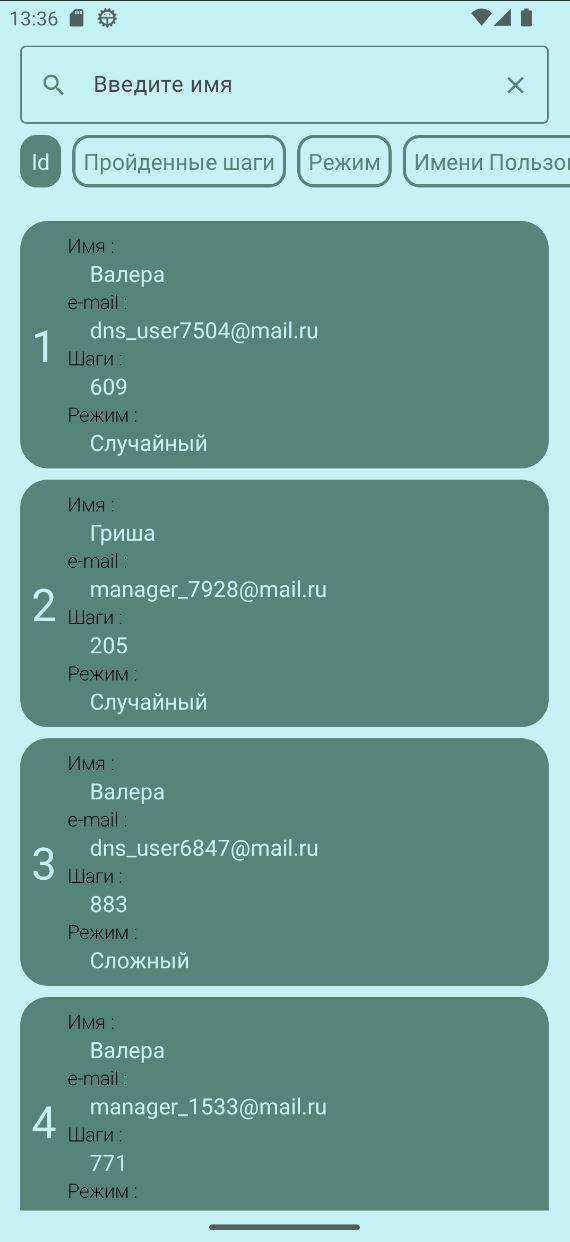 13:36
Введите имя
Id Пройденные шаги Режим Имени Пользо
1
Имя :
Валера
e-mail :
dns_user7504@mail.ru
Шаги :
609
Режим :
Случайный
2
Имя :
Гриша
e-mail :
manager_7928@mail.ru
Шаги :
205
Режим :
Случайный
3
Имя :
Валера
e-mail :
dns_user6847@mail.ru
Шаги :
883
Режим :
Сложный
4
Имя :
Валера
e-mail :
manager_1533@mail.ru
Шаги :
771
Режим :